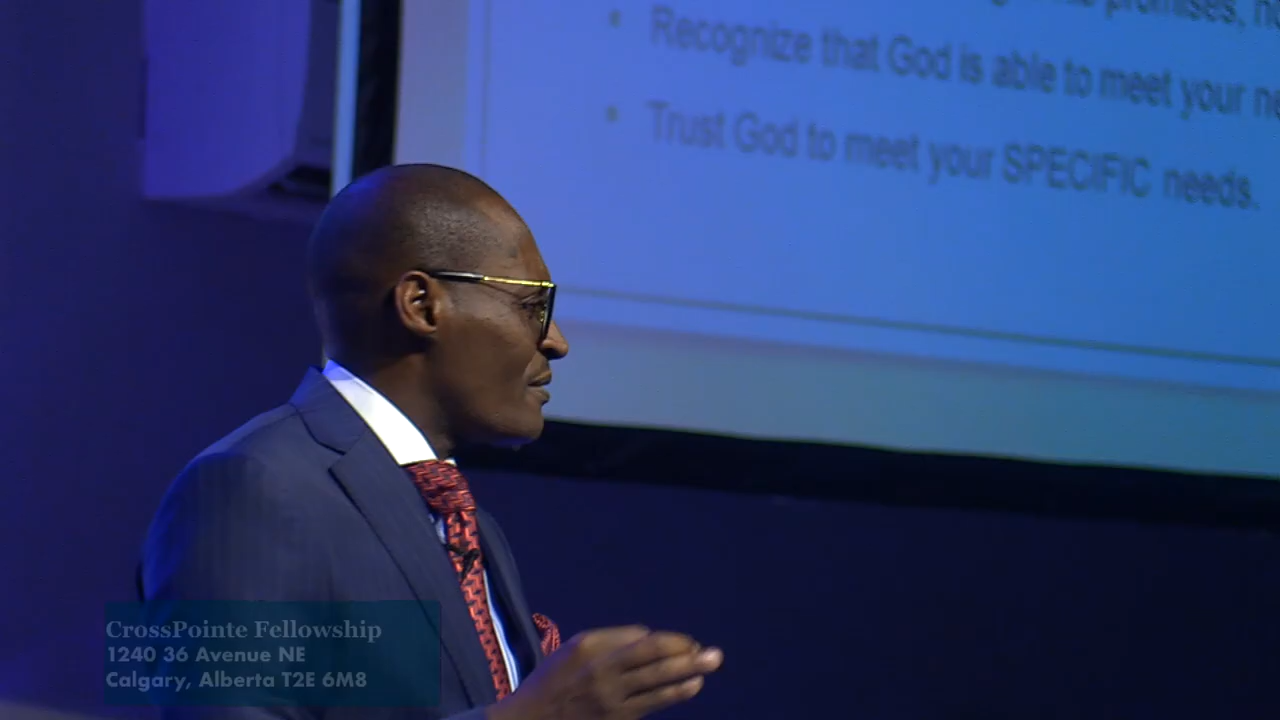 promises,
• Recognize that God is able to meet your
• Trust God to meet your SPECIFIC needs.
CrossPointe Fellowship
1240 36 Avenue NE
Calgary, Alberta T2E 6M8